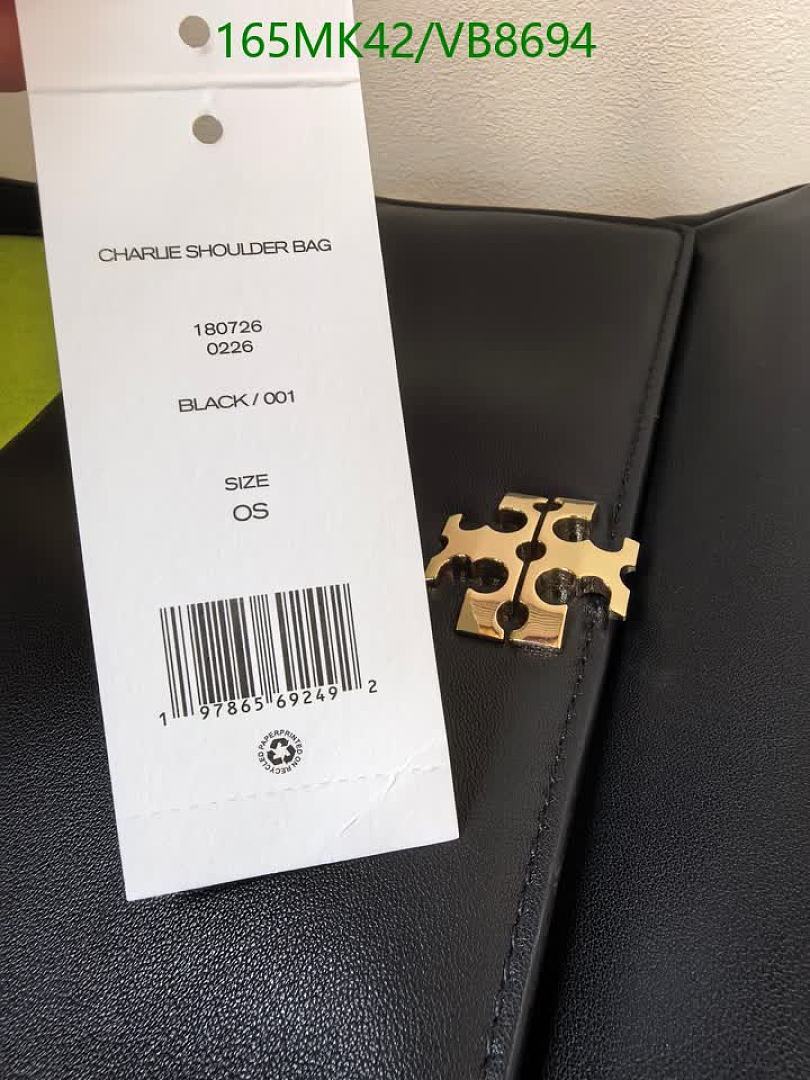 165MK42/VB8694
CHARLIE SHOULDER BAG
180726
0226
BLACK / 001
SIZE
OS
1 97865 69249 2
PAPER PRINTED ON RECYCLED